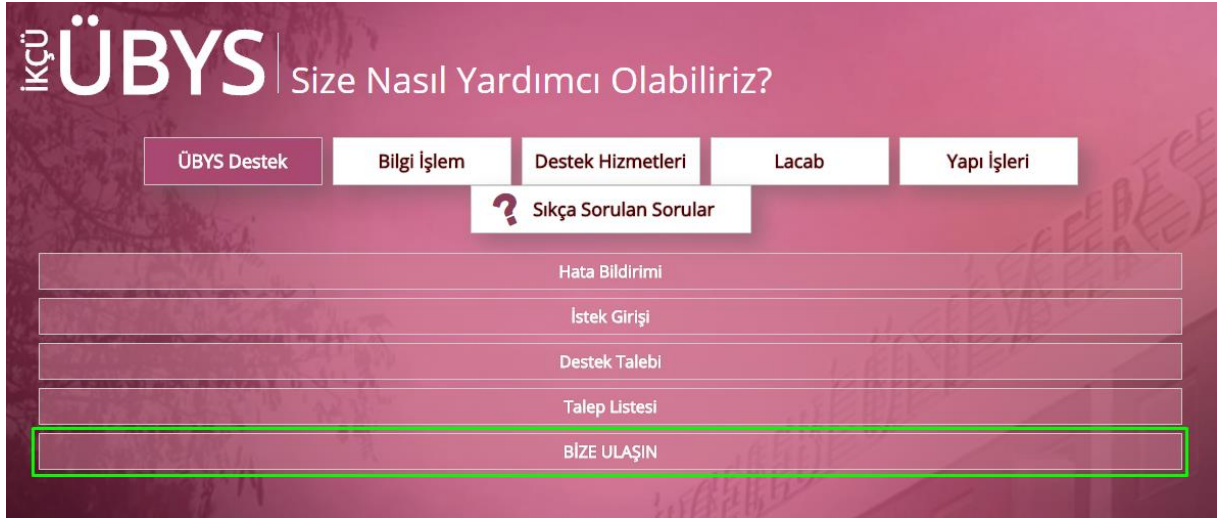 İKÇÜ ÜBYS Size Nasıl Yardımcı Olabiliriz?
ÜBYS Destek Bilgi İşlem Destek Hizmetleri Lacab Yapı İşleri
? Sıkça Sorulan Sorular
Hata Bildirimi
İstek Girişi
Destek Talebi
Talep Listesi
BİZE ULAŞIN